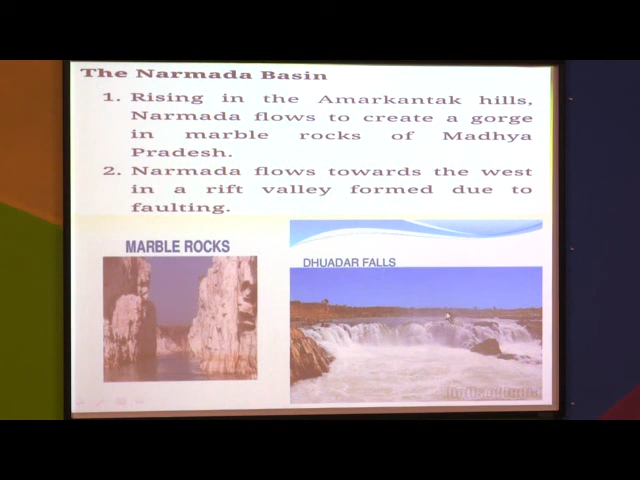 The Narmada Basin
1. Rising in the Amarkantak hills,
Narmada flows to create a gorge
in marble rocks of Madhya
Pradesh.
2. Narmada flows towards the west
in a rift valley formed due to
faulting.
MARBLE ROCKS
DHUADAR FALLS